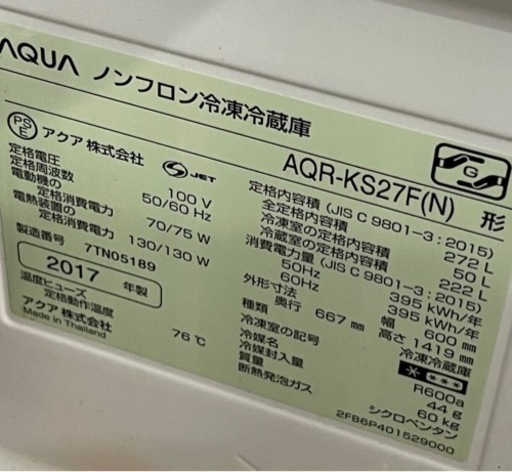 AQUA ノンフロン冷凍冷蔵庫
PSE アクア株式会社 S JET
定格電圧 100 V
定格周波数 50/60 Hz
電動機の
定格消費電力 70/75 W
電熱装置の
定格消費電力 130/130 W
製造番号 7TN05189
2017 年製
温度ヒューズ
定格動作温度 76℃
アクア株式会社
Made in Thailand
AQR-KS27F(N) 形
G
定格内容積 (JIS C 9801-3:2015)
全定格内容積 272 L
冷凍室の定格内容積 50 L
冷蔵室の定格内容積 222 L
消費電力量 (JIS C 9801-3:2015)
50Hz 395 kWh/年
60Hz 395 kWh/年
外形寸法 幅 600 mm
奥行 667 mm 高さ 1419 mm
種類 冷凍冷蔵庫
冷凍室の記号
冷媒名 R600a
冷媒封入量 44 g
質量 60 kg
断熱発泡ガス シクロペンタン
2FB6P401529000